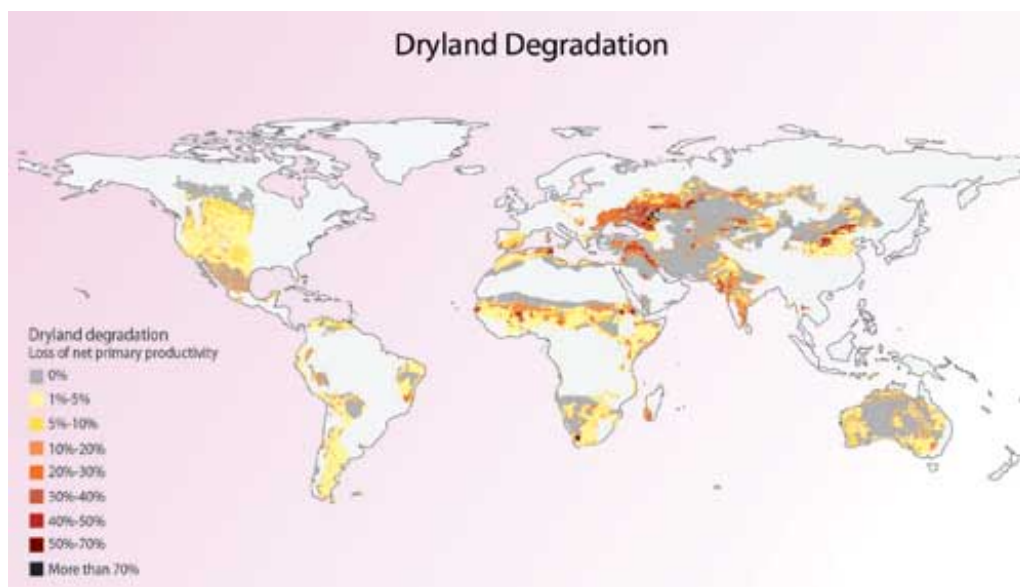 Dryland Degradation
Dryland degradation
Loss of net primary productivity
0%
1%-5%
5%-10%
10%-20%
20%-30%
30%-40%
40%-50%
50%-70%
More than 70%